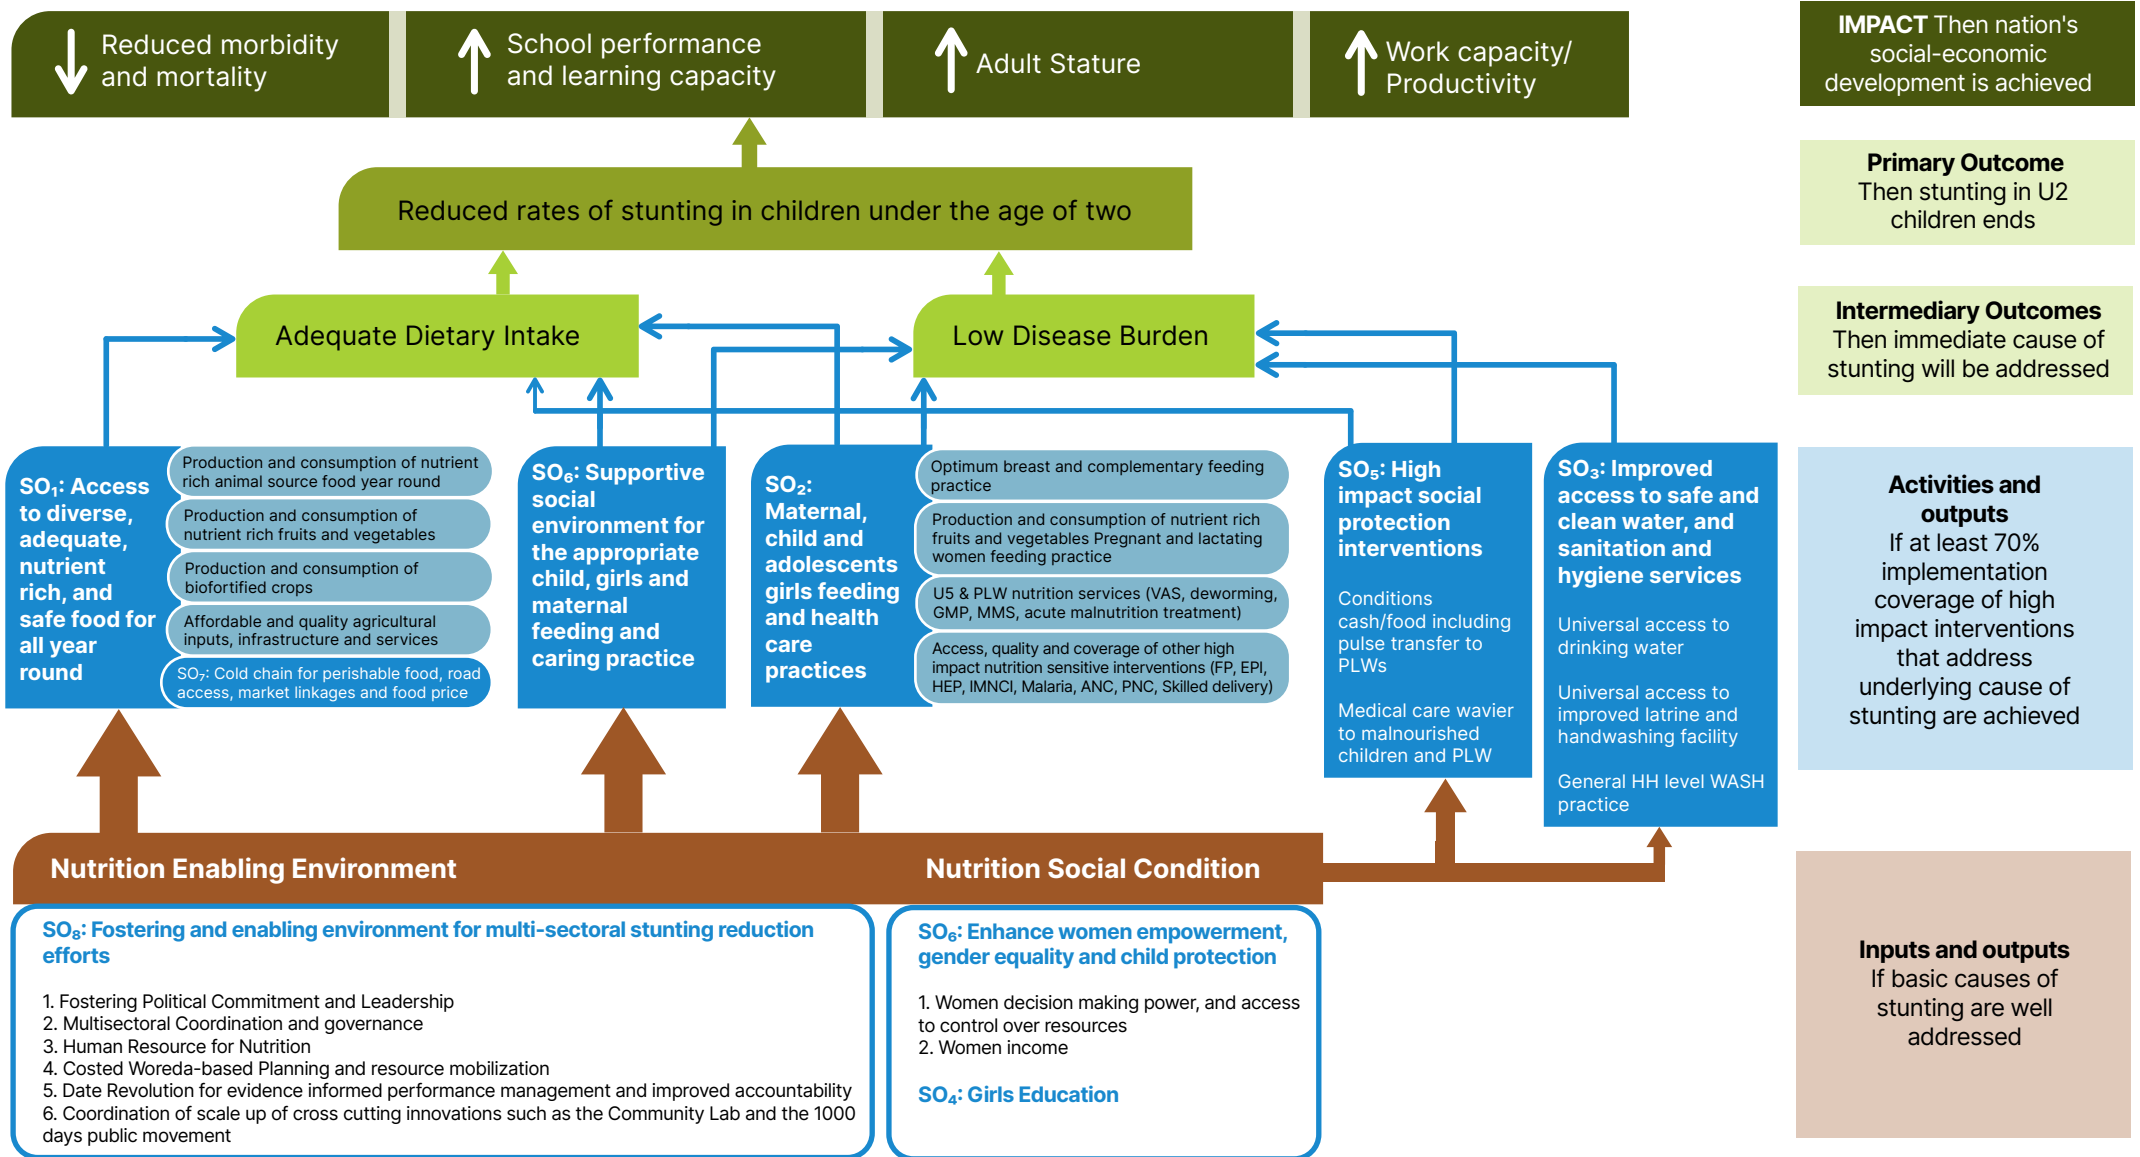 Reduced morbidity
and mortality
School performance
and learning capacity
Adult Stature
Work capacity/
Productivity
IMPACT Then nation's
social-economic
development is achieved
Reduced rates of stunting in children under the age of two
Primary Outcome
Then stunting in U2
children ends
Adequate Dietary Intake
Low Disease Burden
Intermediary Outcomes
Then immediate cause of
stunting will be addressed
SO₁: Access
to diverse,
adequate,
nutrient
rich, and
safe food for
all year
round
Production and consumption of nutrient
rich animal source food year round
Production and consumption of
nutrient rich fruits and vegetables
Production and consumption of
biofortified crops
Affordable and quality agricultural
inputs, infrastructure and services
SO₇: Cold chain for perishable food, road
access, market linkages and food price
SO₆: Supportive
social
environment for
the appropriate
child, girls and
maternal
feeding and
caring practice
SO₂:
Maternal,
child and
adolescents
girls feeding
and health
care
practices
Optimum breast and complementary feeding
practice
Production and consumption of nutrient rich
fruits and vegetables Pregnant and lactating
women feeding practice
U5 & PLW nutrition services (VAS, deworming,
GMP, MMS, acute malnutrition treatment)
Access, quality and coverage of other high
impact nutrition sensitive interventions (FP, EPI,
HEP, IMNCI, Malaria, ANC, PNC, Skilled delivery)
SO₅: High
impact social
protection
interventions
Conditions
cash/food including
pulse transfer to
PLWs
Medical care wavier
to malnourished
children and PLW
SO₃: Improved
access to safe and
clean water, and
sanitation and
hygiene services
Universal access to
drinking water
Universal access to
improved latrine and
handwashing facility
General HH level WASH
practice
Activities and
outputs
If at least 70%
implementation
coverage of high
impact interventions
that address
underlying cause of
stunting are achieved
Nutrition Enabling Environment
Nutrition Social Condition
SO₈: Fostering and enabling environment for multi-sectoral stunting reduction
efforts
1. Fostering Political Commitment and Leadership
2. Multisectoral Coordination and governance
3. Human Resource for Nutrition
4. Costed Woreda-based Planning and resource mobilization
5. Date Revolution for evidence informed performance management and improved accountability
6. Coordination of scale up of cross cutting innovations such as the Community Lab and the 1000
days public movement
SO₆: Enhance women empowerment,
gender equality and child protection
1. Women decision making power, and access
to control over resources
2. Women income
SO₄: Girls Education
Inputs and outputs
If basic causes of
stunting are well
addressed